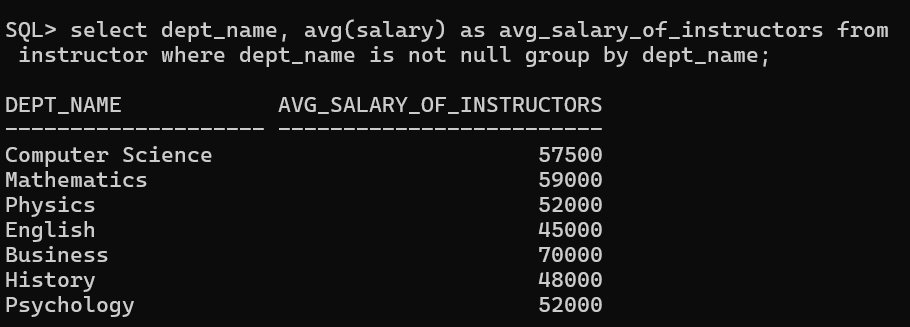 SQL> select dept_name, avg(salary) as avg_salary_of_instructors from
 instructor where dept_name is not null group by dept_name;

DEPT_NAME            AVG_SALARY_OF_INSTRUCTORS
-------------------- -------------------------
Computer Science                         57500
Mathematics                              59000
Physics                                  52000
English                                  45000
Business                                 70000
History                                  48000
Psychology                               52000